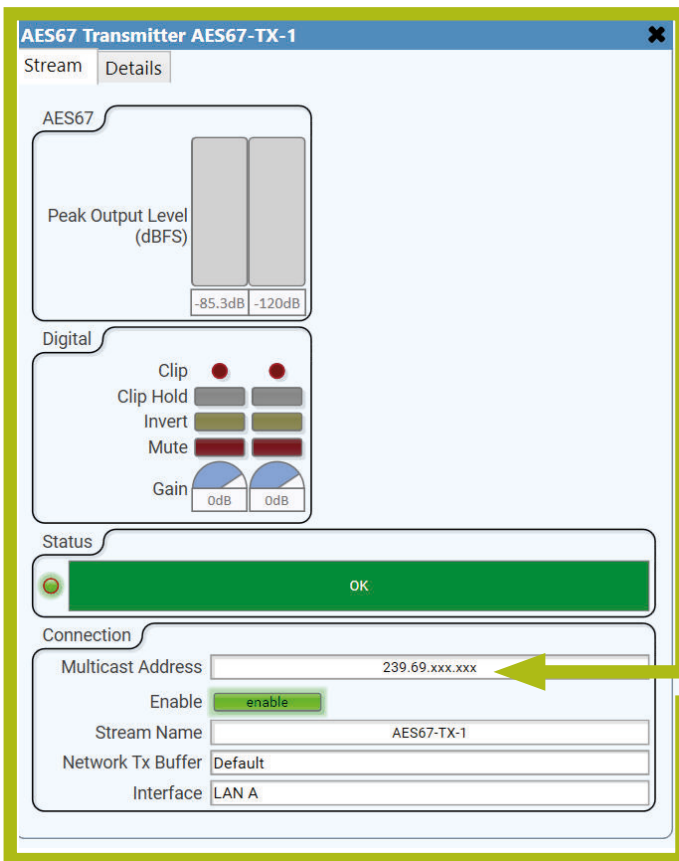 AES67 Transmitter AES67-TX-1
Stream Details
AES67
Peak Output Level
(dBFS)
-85.3dB -120dB
Digital
Clip
Clip Hold
Invert
Mute
Gain 0dB 0dB
Status
OK
Connection
Multicast Address 239.69.xxx.xxx
Enable enable
Stream Name AES67-TX-1
Network Tx Buffer Default
Interface LAN A